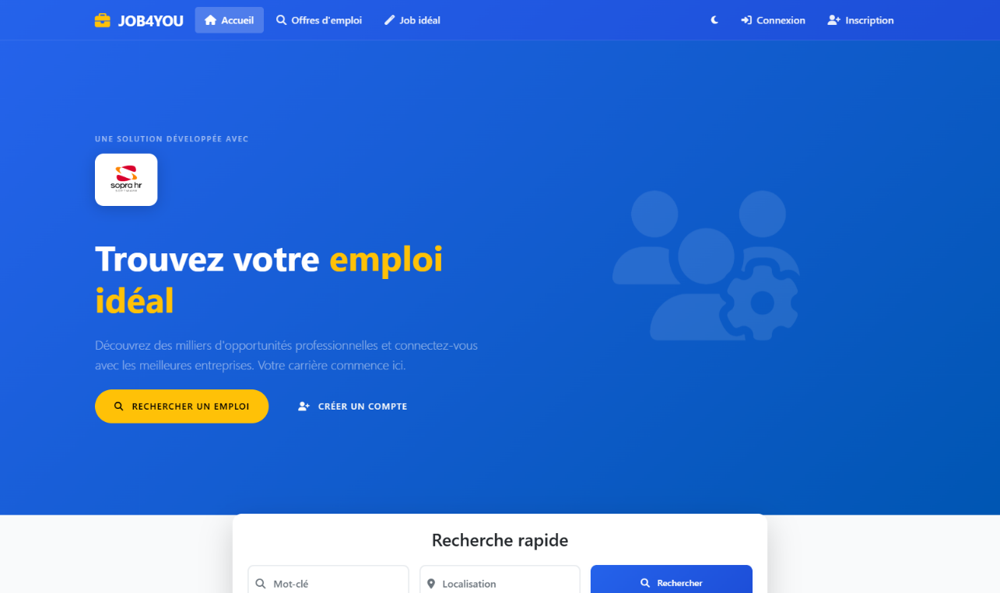 JOB4YOU
Accueil
Offres d'emploi
Job idéal
Connexion
Inscription
UNE SOLUTION DÉVELOPPÉE AVEC
sopra hr
SOFTWARE
Trouvez votre emploi
idéal
Découvrez des milliers d'opportunités professionnelles et connectez-vous
avec les meilleures entreprises. Votre carrière commence ici.
RECHERCHER UN EMPLOI
CRÉER UN COMPTE
Recherche rapide
Mot-clé
Localisation
Rechercher